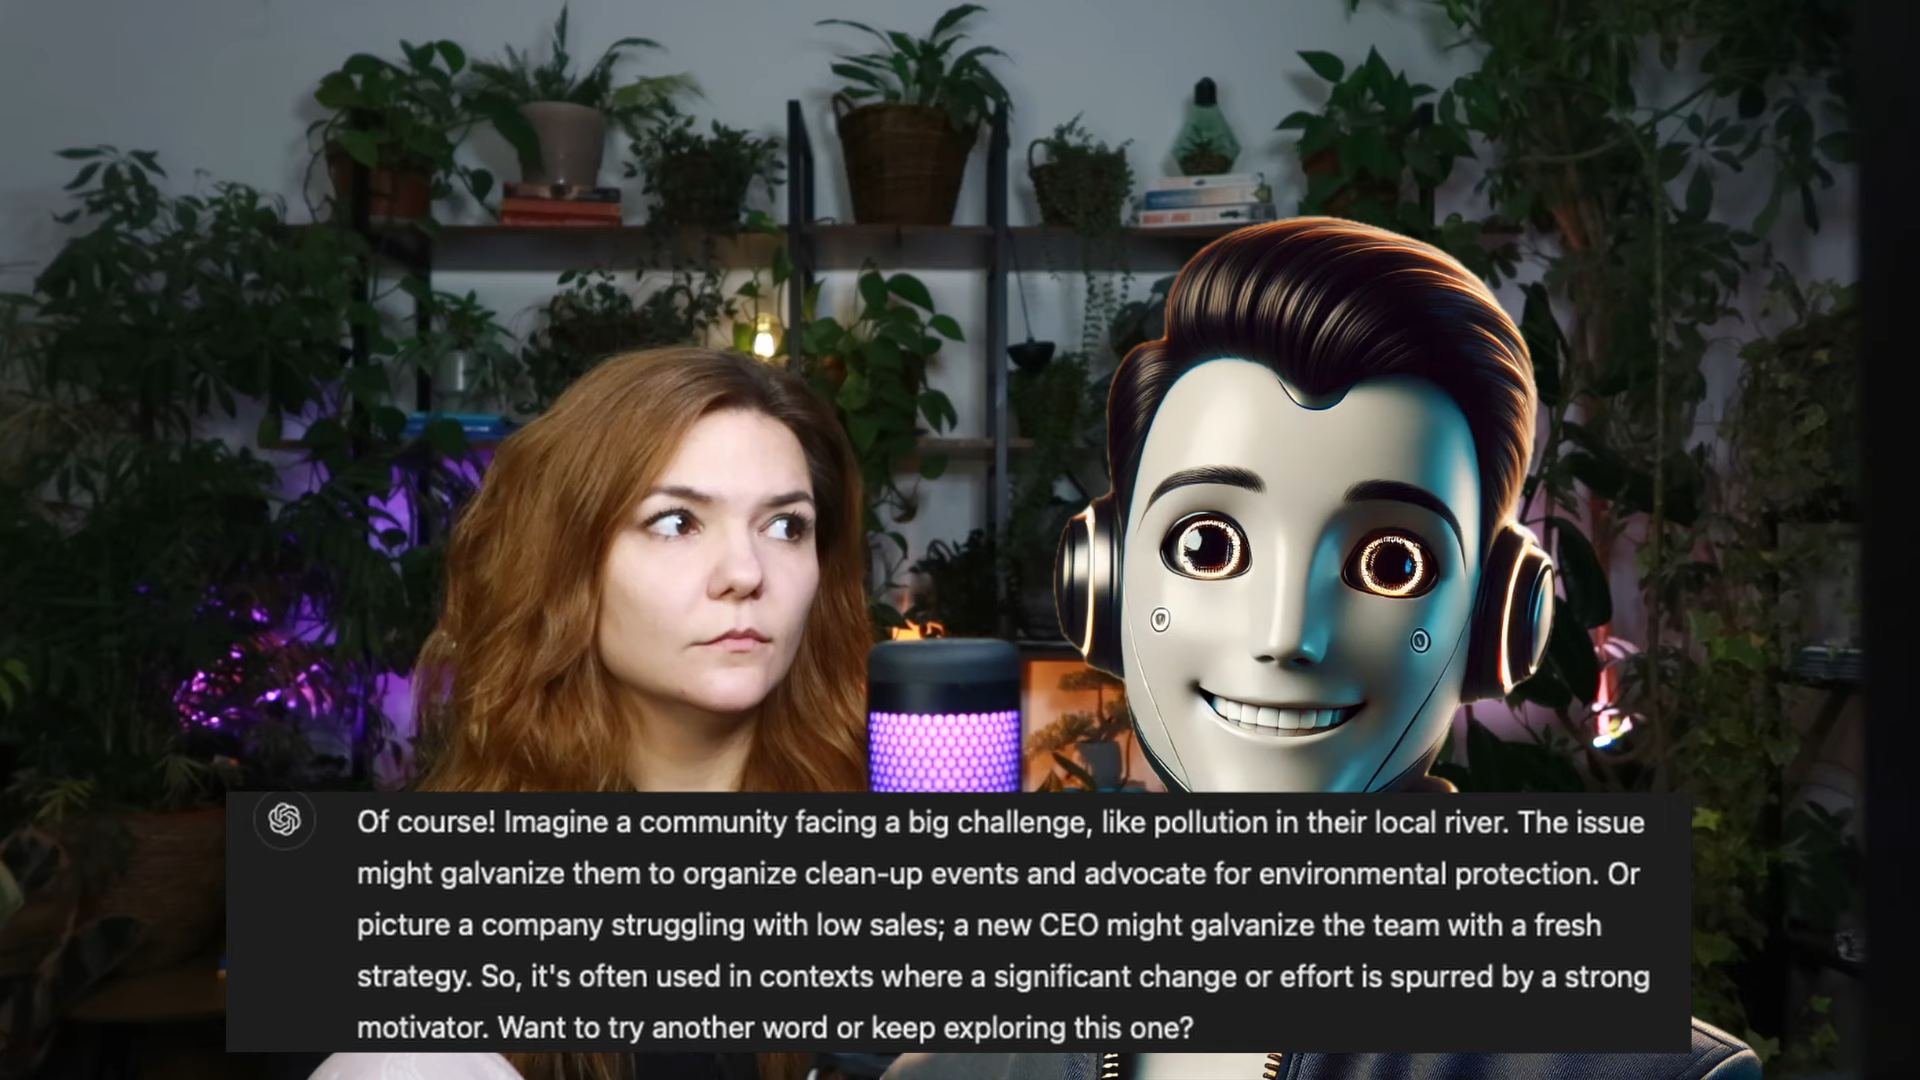 Of course! Imagine a community facing a big challenge, like pollution in their local river. The issue
might galvanize them to organize clean-up events and advocate for environmental protection. Or
picture a company struggling with low sales; a new CEO might galvanize the team with a fresh
strategy. So, it's often used in contexts where a significant change or effort is spurred by a strong
motivator. Want to try another word or keep exploring this one?